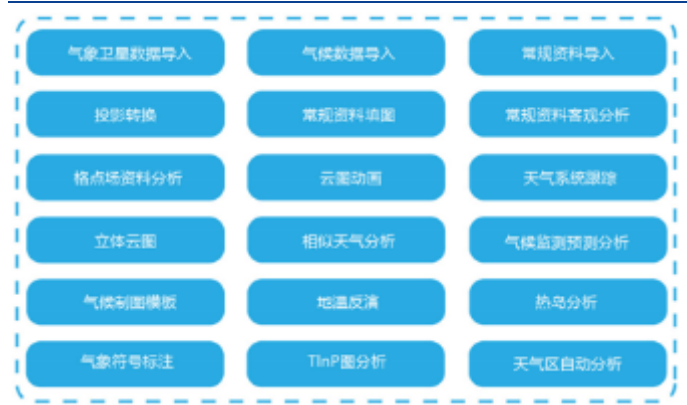 气象卫星数据导入
气候数据导入
常规资料导入
投影转换
常规资料填图
常规资料客观分析
格点场资料分析
云图动画
天气系统跟踪
立体云图
相似天气分析
气候监测预测分析
气候制图模板
地温反演
热岛分析
气象符号标注
TlnP图分析
天气区自动分析